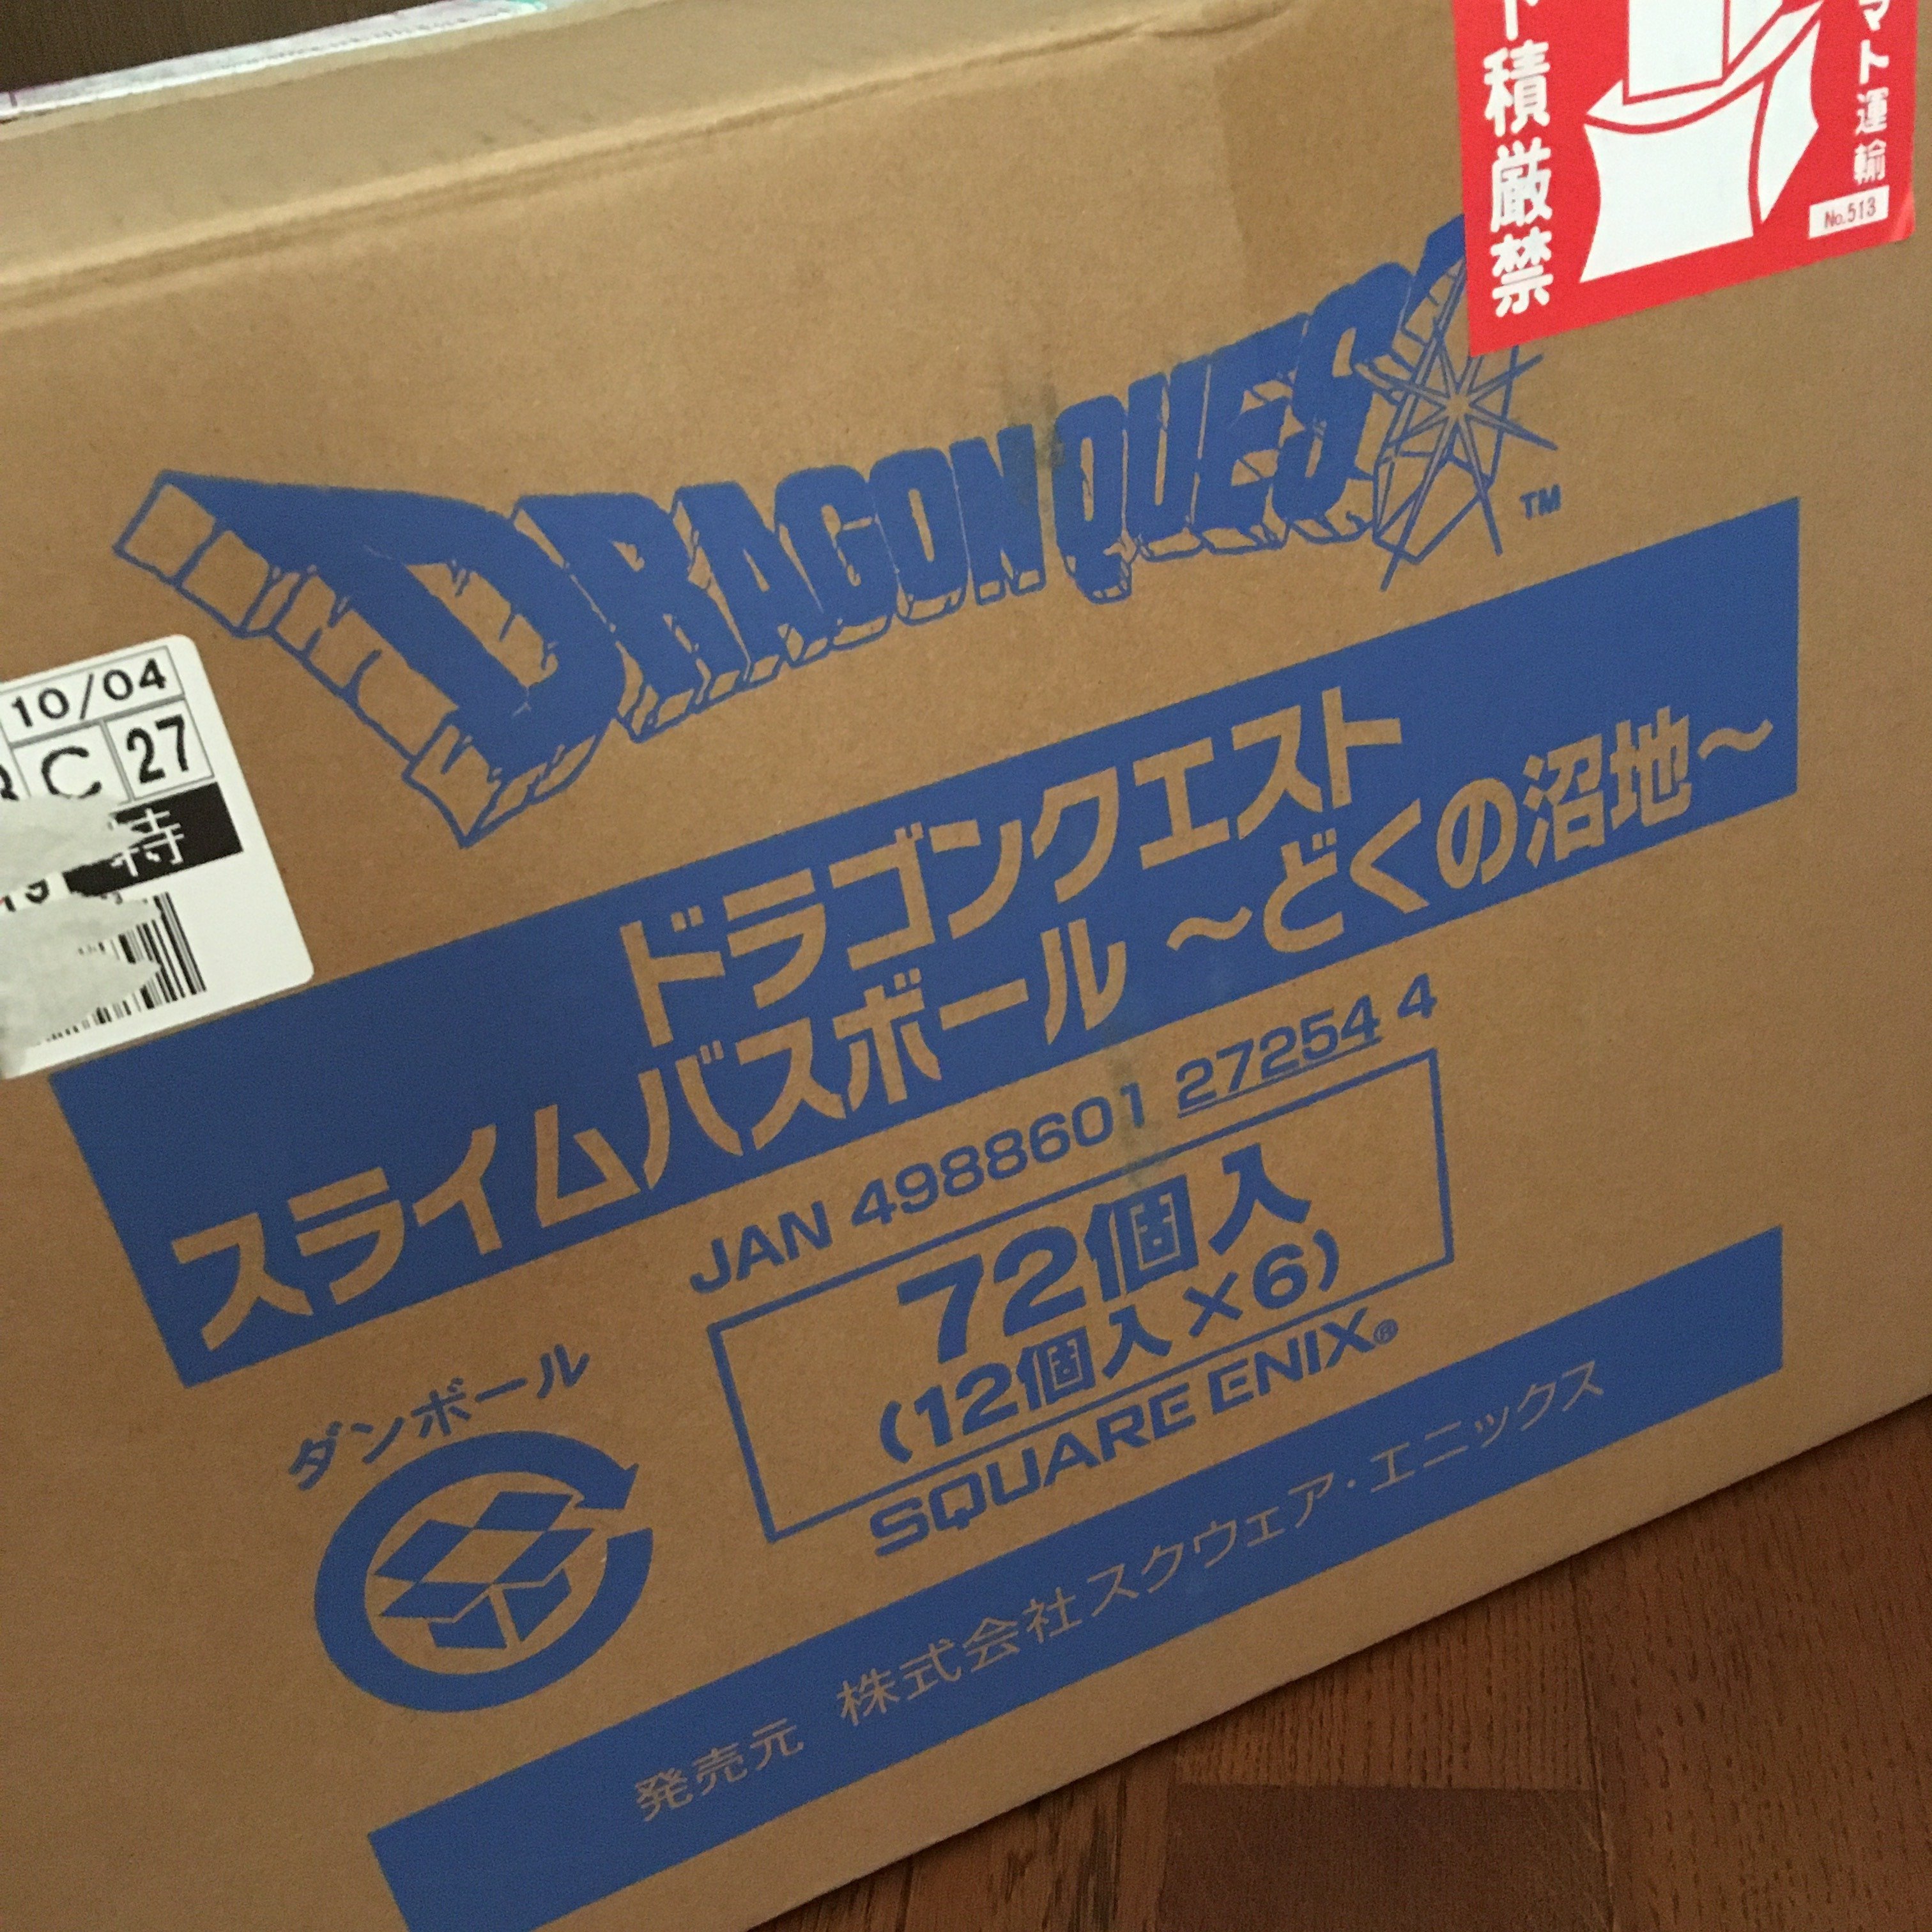 積厳禁
マト運輸
No.513
DRAGON QUEST
TM
10/04
C 27
ドラゴンクエスト
スライムバスボール ～どくの沼地～
JAN 4988601 27254 4
72個入
(12個入×6)
SQUARE ENIX®
ダンボール
発売元 株式会社スクウェア・エニックス